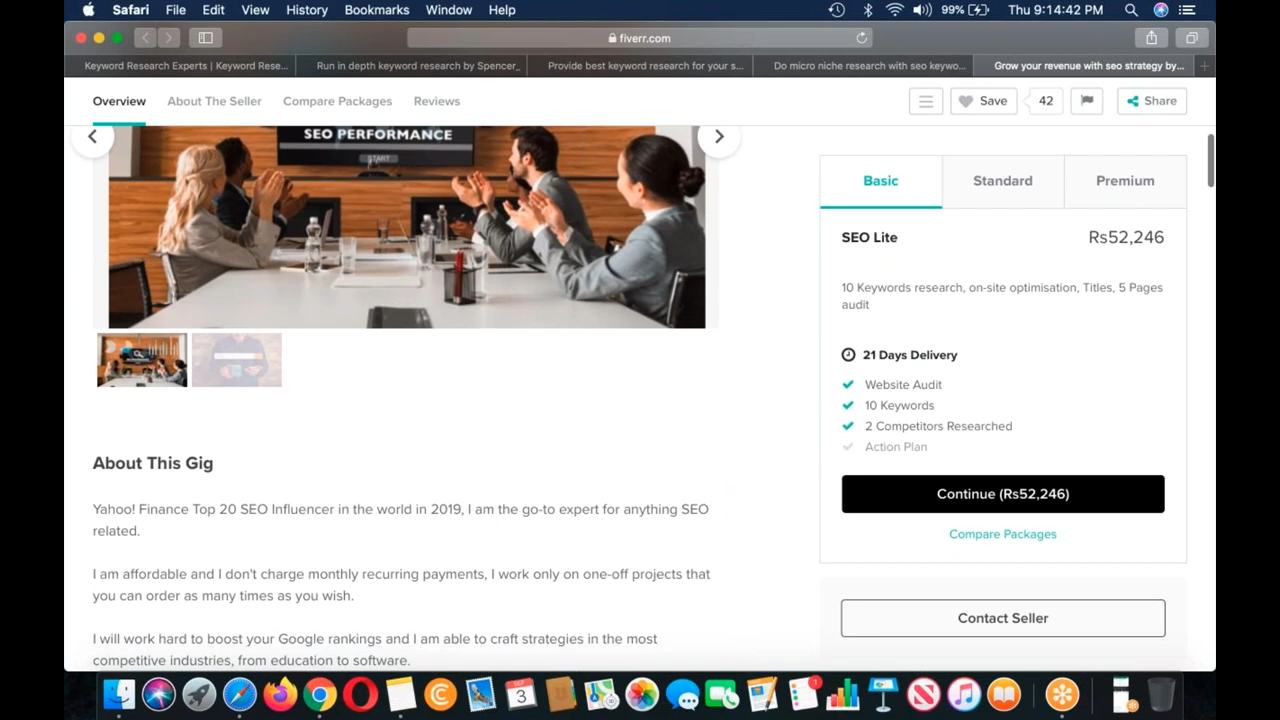 Safari File Edit View History Bookmarks Window Help 99% Thu 9:14:42 PM
fiverr.com
Keyword Research Experts | Keyword Rese... Run in depth keyword research by Spencer_ Provide best keyword research for your s... Do micro niche research with seo keywo... Grow your revenue with seo strategy by...
Overview About The Seller Compare Packages Reviews Save 42 Share
SEO PERFORMANCE
START
Basic Standard Premium
SEO Lite Rs52,246
10 Keywords research, on-site optimisation, Titles, 5 Pages
audit
21 Days Delivery
Website Audit
10 Keywords
2 Competitors Researched
Action Plan
Continue (Rs52,246)
Compare Packages
Contact Seller
About This Gig
Yahoo! Finance Top 20 SEO Influencer in the world in 2019, I am the go-to expert for anything SEO
related.
I am affordable and I don't charge monthly recurring payments, I work only on one-off projects that
you can order as many times as you wish.
I will work hard to boost your Google rankings and I am able to craft strategies in the most
competitive industries, from education to software.
3
1